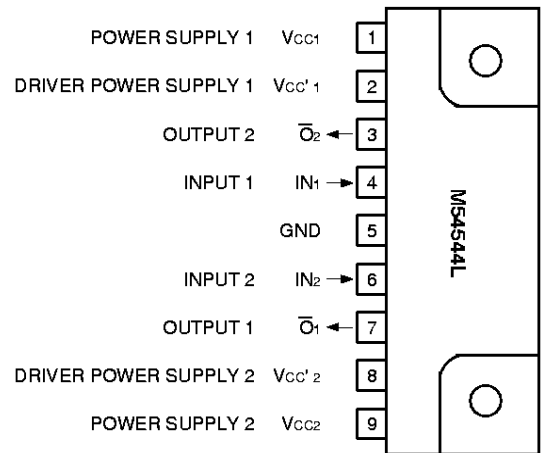 POWER SUPPLY 1 VCC1 1
DRIVER POWER SUPPLY 1 VCC' 1 2
OUTPUT 2 O̅2 ← 3
INPUT 1 IN1 → 4
GND 5
INPUT 2 IN2 → 6
OUTPUT 1 O̅1 ← 7
DRIVER POWER SUPPLY 2 VCC' 2 8
POWER SUPPLY 2 VCC2 9
M54544L